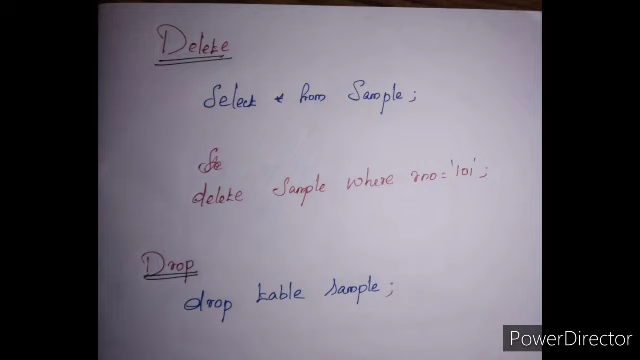 Delete
Select * from Sample;
Se
delete Sample where rno='101';
Drop
drop table sample;
PowerDirector